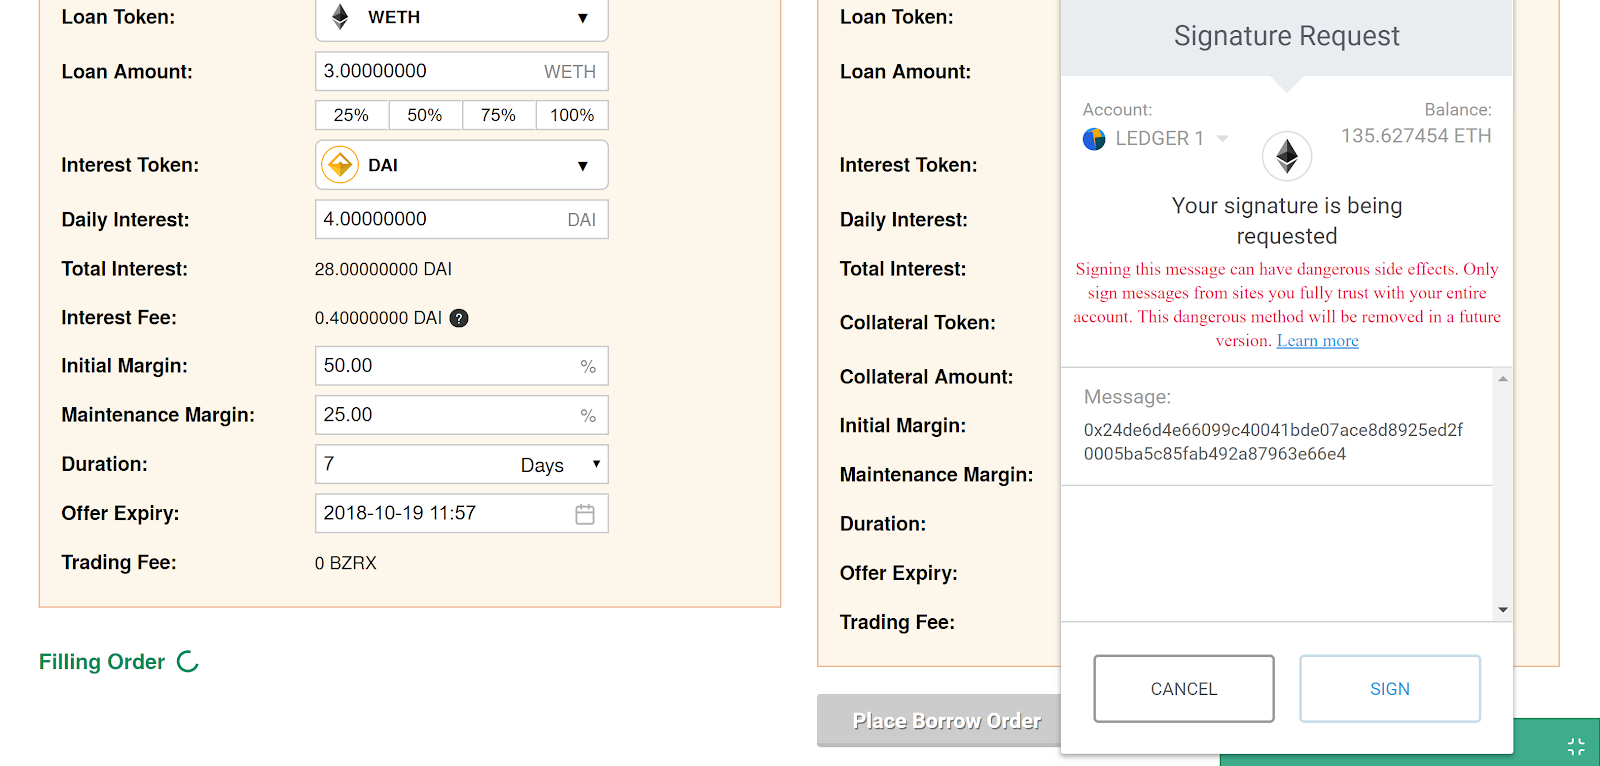 Loan Token: WETH
Loan Amount: 3.00000000 WETH
25% 50% 75% 100%
Interest Token: DAI
Daily Interest: 4.00000000 DAI
Total Interest: 28.00000000 DAI
Interest Fee: 0.40000000 DAI ?
Initial Margin: 50.00 %
Maintenance Margin: 25.00 %
Duration: 7 Days
Offer Expiry: 2018-10-19 11:57
Trading Fee: 0 BZRX
Filling Order
Loan Token:
Loan Amount:
Interest Token:
Daily Interest:
Total Interest:
Collateral Token:
Collateral Amount:
Initial Margin:
Maintenance Margin:
Duration:
Offer Expiry:
Trading Fee:
Place Borrow Order
Signature Request
Account: Balance:
LEDGER 1 135.627454 ETH
Your signature is being
requested
Signing this message can have dangerous side effects. Only
sign messages from sites you fully trust with your entire
account. This dangerous method will be removed in a future
version. Learn more
Message:
0x24de6d4e66099c40041bde07ace8d8925ed2f
0005ba5c85fab492a87963e66e4
CANCEL SIGN